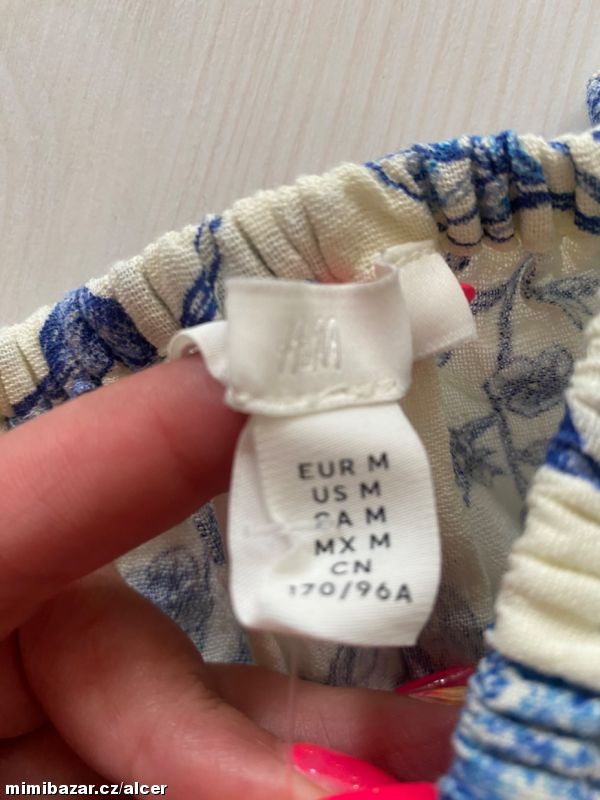 H&M
EUR M
US M
CA M
MX M
CN
170/96A
mimibazar.cz/alcer